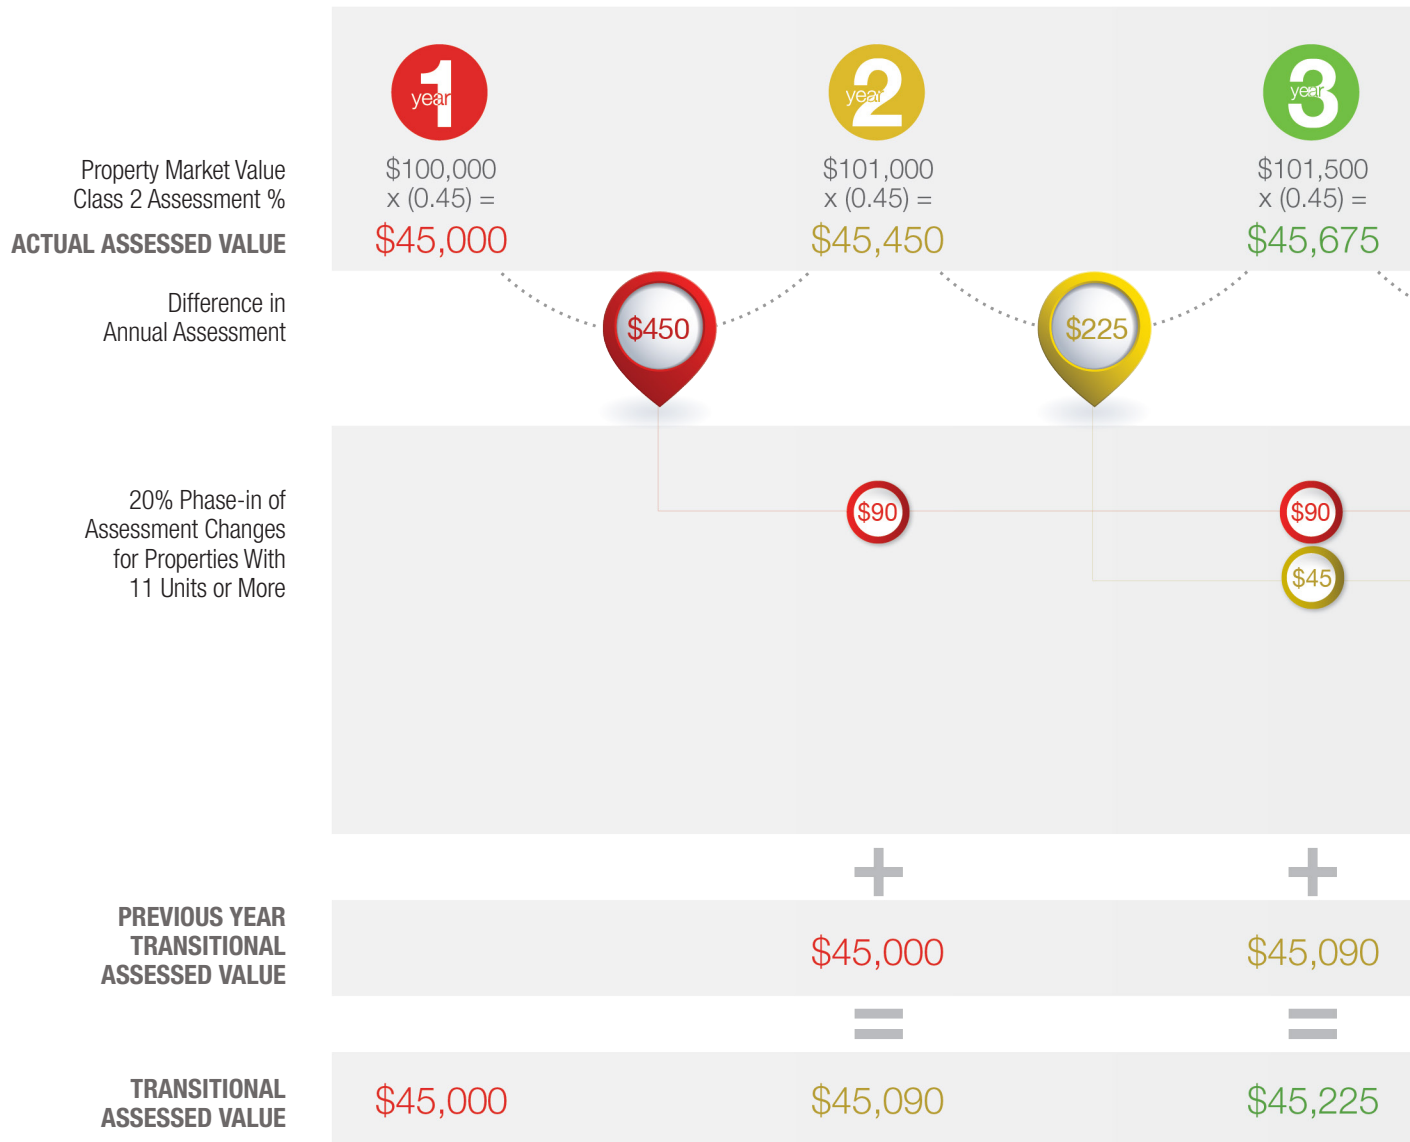 year 1
year 2
year 3
Property Market Value
Class 2 Assessment %
ACTUAL ASSESSED VALUE
$100,000
x (0.45) =
$45,000
$101,000
x (0.45) =
$45,450
$101,500
x (0.45) =
$45,675
Difference in
Annual Assessment
$450
$225
20% Phase-in of
Assessment Changes
for Properties With
11 Units or More
$90
$90
$45
+
+
PREVIOUS YEAR
TRANSITIONAL
ASSESSED VALUE
$45,000
$45,090
=
=
TRANSITIONAL
ASSESSED VALUE
$45,000
$45,090
$45,225